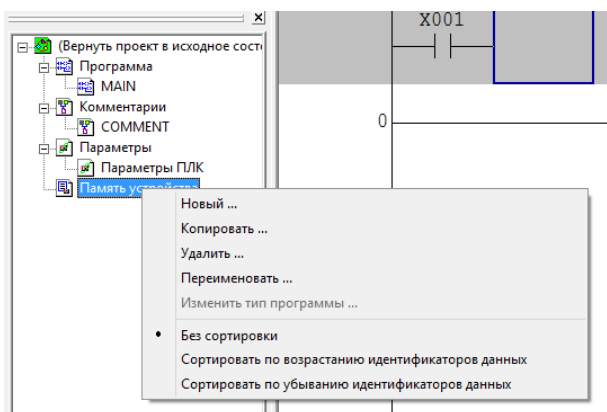 X001
(Вернуть проект в исходное сост
Программа
MAIN
Комментарии
COMMENT
0
Параметры
Параметры ПЛК
Память устройства
Новый ...
Копировать ...
Удалить ...
Переименовать ...
Изменить тип программы ...
Без сортировки
Сортировать по возрастанию идентификаторов данных
Сортировать по убыванию идентификаторов данных